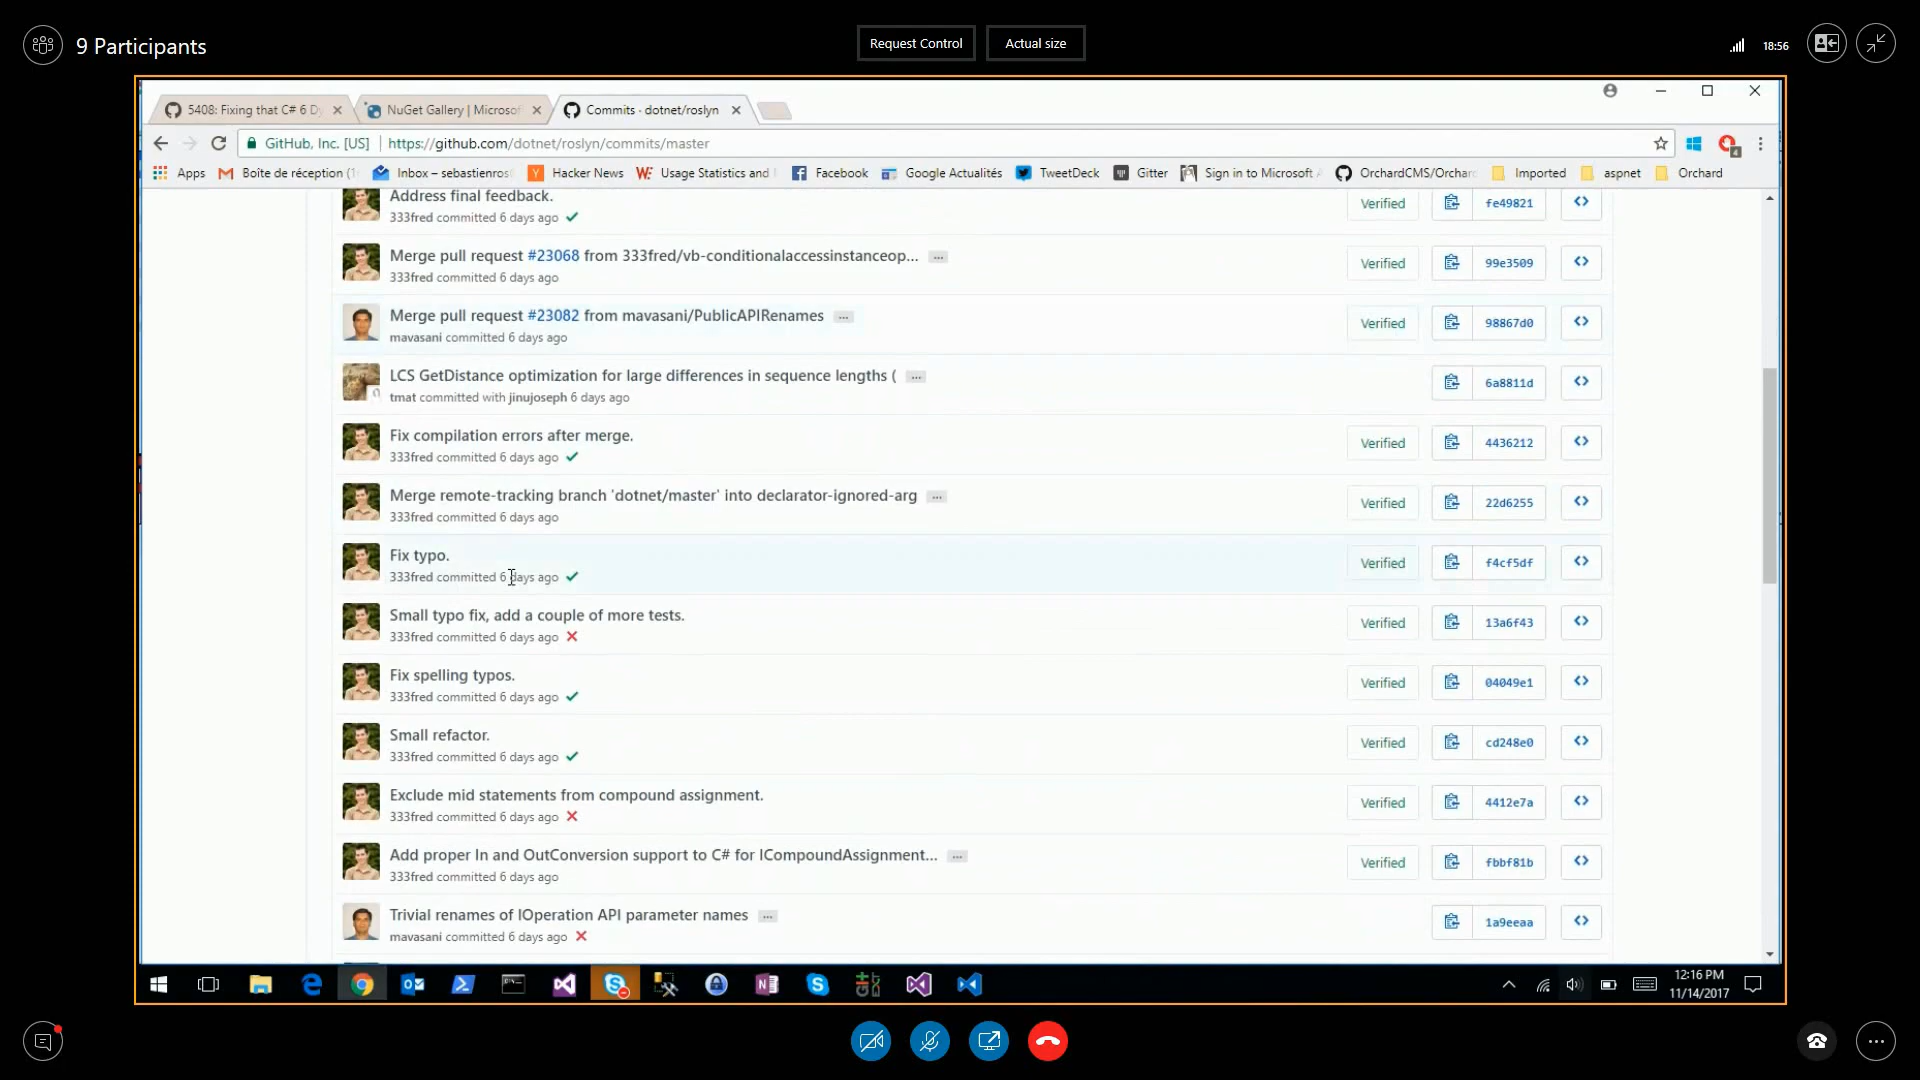 9 Participants
Request Control
Actual size
18:56
5408: Fixing that C# 6 Dy
NuGet Gallery | Microsof
Commits · dotnet/roslyn
GitHub, Inc. [US]
https://github.com/dotnet/roslyn/commits/master
Apps
Boîte de réception (1
Inbox – sebastienros
Hacker News
Usage Statistics and
Facebook
Google Actualités
TweetDeck
Gitter
Sign in to Microsoft A
OrchardCMS/Orchar
Imported
aspnet
Orchard
Address final feedback.
333fred committed 6 days ago
Verified
fe49821
Merge pull request #23068 from 333fred/vb-conditionalaccessinstanceop...
333fred committed 6 days ago
Verified
99e3509
Merge pull request #23082 from mavasani/PublicAPIRenames
mavasani committed 6 days ago
Verified
98867d0
LCS GetDistance optimization for large differences in sequence lengths (
tmat committed with jinujoseph 6 days ago
6a8811d
Fix compilation errors after merge.
333fred committed 6 days ago
Verified
4436212
Merge remote-tracking branch 'dotnet/master' into declarator-ignored-arg
333fred committed 6 days ago
Verified
22d6255
Fix typo.
333fred committed 6 days ago
Verified
f4cf5df
Small typo fix, add a couple of more tests.
333fred committed 6 days ago
Verified
13a6f43
Fix spelling typos.
333fred committed 6 days ago
Verified
04049e1
Small refactor.
333fred committed 6 days ago
Verified
cd248e0
Exclude mid statements from compound assignment.
333fred committed 6 days ago
Verified
4412e7a
Add proper In and OutConversion support to C# for ICompoundAssignment...
333fred committed 6 days ago
Verified
fbbf81b
Trivial renames of IOperation API parameter names
mavasani committed 6 days ago
1a9eeaa
12:16 PM
11/14/2017